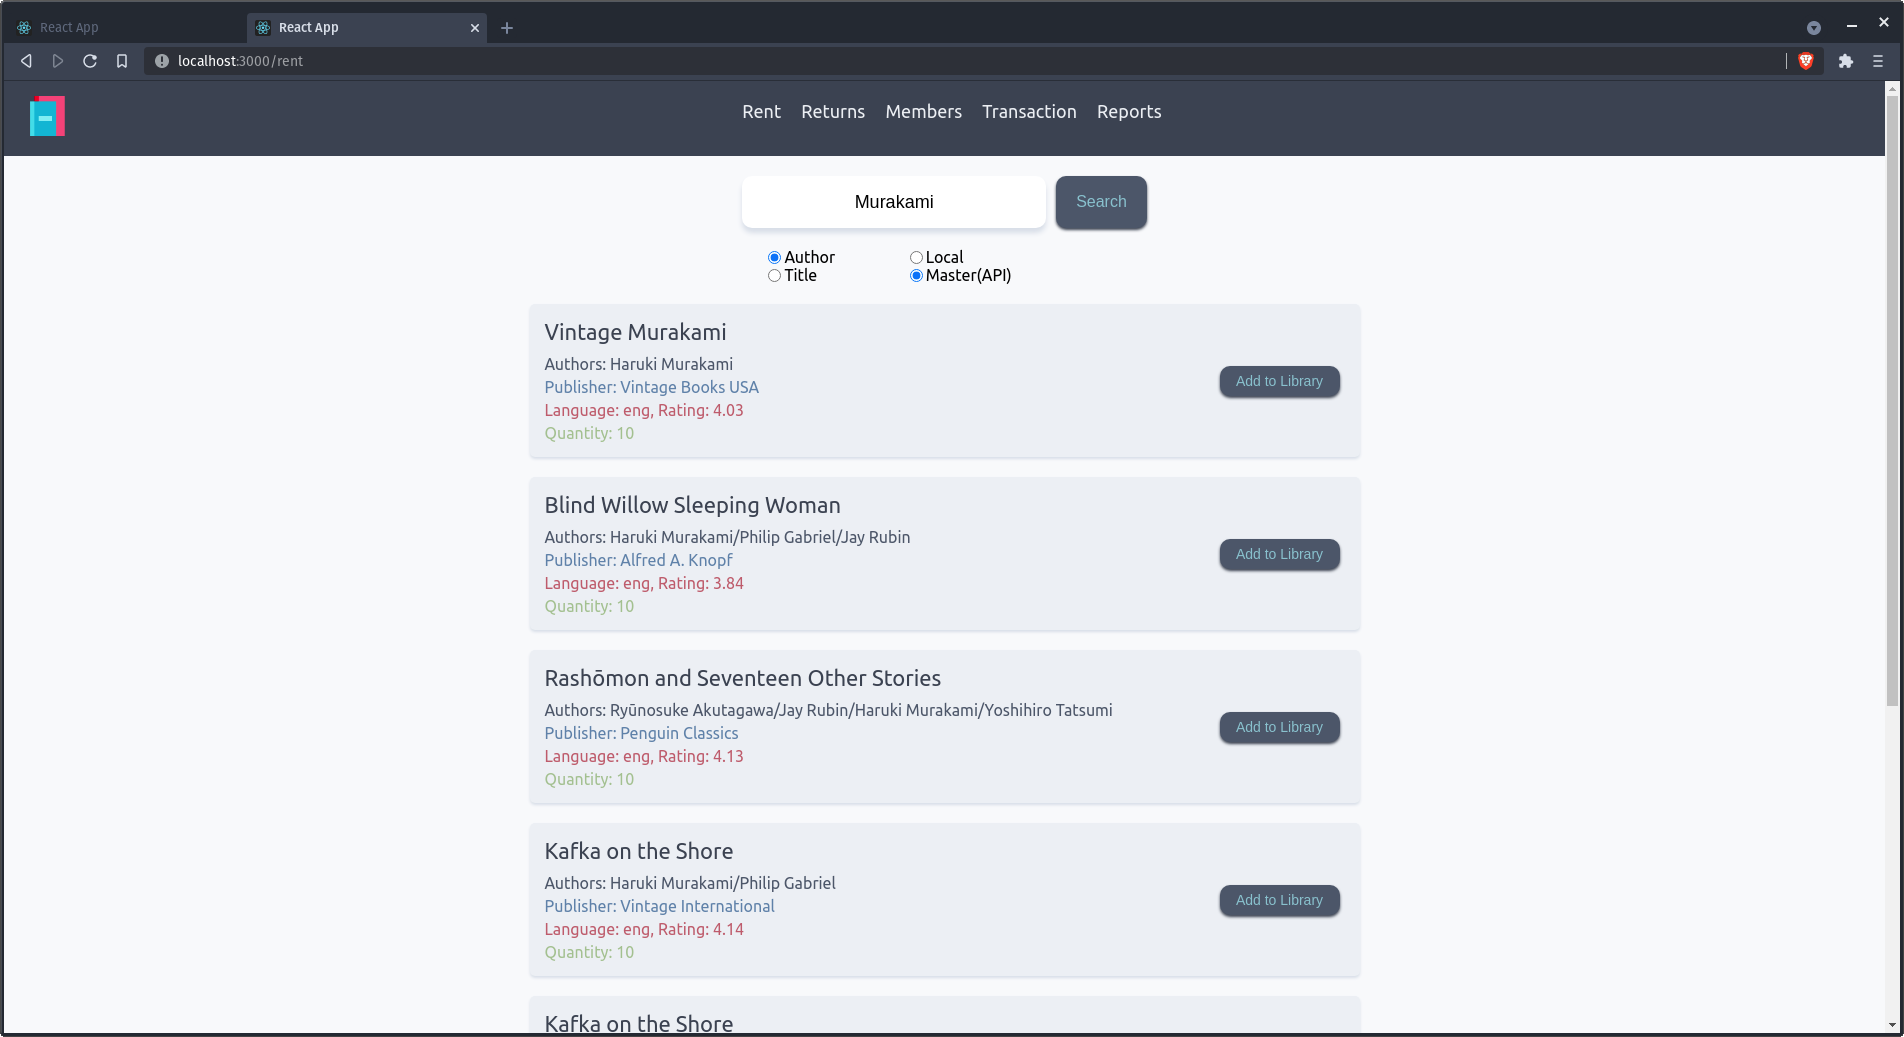 React App
React App
localhost:3000/rent
Rent Returns Members Transaction Reports
Murakami
Search
Author Local
Title Master(API)
Vintage Murakami
Authors: Haruki Murakami
Publisher: Vintage Books USA
Language: eng, Rating: 4.03
Quantity: 10
Add to Library
Blind Willow Sleeping Woman
Authors: Haruki Murakami/Philip Gabriel/Jay Rubin
Publisher: Alfred A. Knopf
Language: eng, Rating: 3.84
Quantity: 10
Add to Library
Rashōmon and Seventeen Other Stories
Authors: Ryūnosuke Akutagawa/Jay Rubin/Haruki Murakami/Yoshihiro Tatsumi
Publisher: Penguin Classics
Language: eng, Rating: 4.13
Quantity: 10
Add to Library
Kafka on the Shore
Authors: Haruki Murakami/Philip Gabriel
Publisher: Vintage International
Language: eng, Rating: 4.14
Quantity: 10
Add to Library
Kafka on the Shore